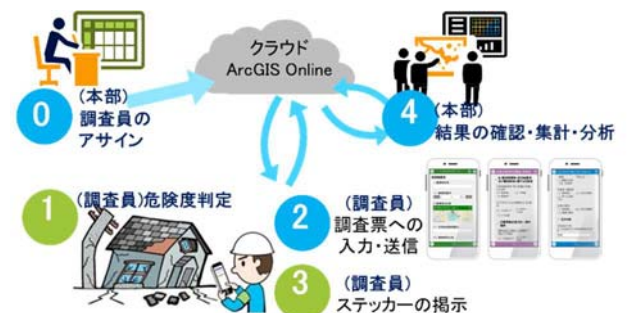 クラウド
ArcGIS Online
0
(本部)
調査員の
アサイン
4
(本部)
結果の確認・集計・分析
1
(調査員)危険度判定
2
(調査員)
調査票への
入力・送信
3
(調査員)
ステッカーの掲示